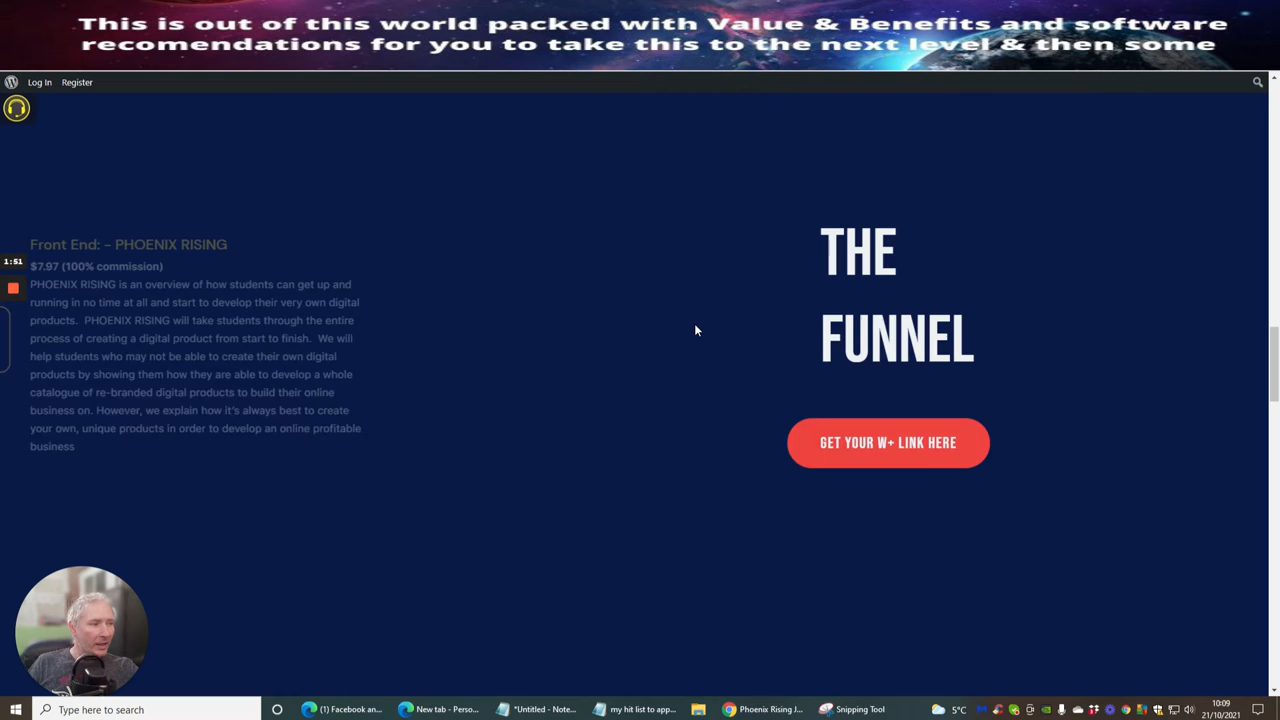 This is out of this world packed with Value & Benefits and software
recomendations for you to take this to the next level & then some
Log In Register
Front End: - PHOENIX RISING
$7.97 (100% commission)
PHOENIX RISING is an overview of how students can get up and
running in no time at all and start to develop their very own digital
products.  PHOENIX RISING will take students through the entire
process of creating a digital product from start to finish.  We will
help students who may not be able to create their own digital
products by showing them how they are able to develop a whole
catalogue of re-branded digital products to build their online
business on. However, we explain how it's always best to create
your own, unique products in order to develop an online profitable
business
1:51
THE
FUNNEL
GET YOUR W+ LINK HERE
Type here to search
(1) Facebook an...
New tab - Perso...
*Untitled - Note...
my hit list to app...
Phoenix Rising J...
Snipping Tool
5°C
10:09
21/10/2021